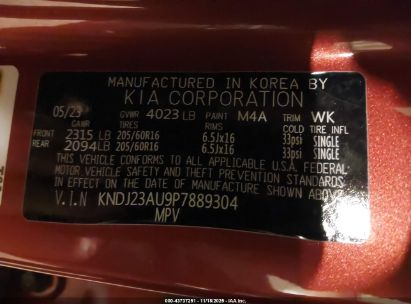 MANUFACTURED IN KOREA BY
KIA CORPORATION
05/23 GVWR 4023 LB PAINT M4A TRIM WK
GAWR TIRES RIMS COLD TIRE INFL
FRONT 2315 LB 205/60R16 6.5Jx16 33psi SINGLE
REAR 2094 LB 205/60R16 6.5Jx16 33psi SINGLE
THIS VEHICLE CONFORMS TO ALL APPLICABLE U.S.A. FEDERAL
MOTOR VEHICLE SAFETY AND THEFT PREVENTION STANDARDS
IN EFFECT ON THE DATE OF MANUFACTURE SHOWN ABOVE.
V.I.N KNDJ23AU9P7889304
MPV